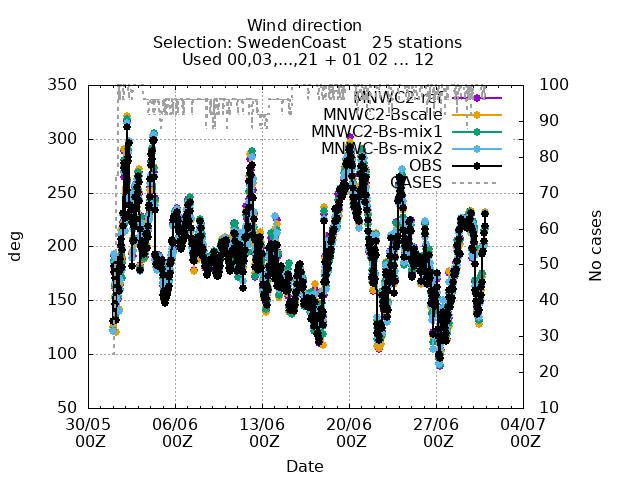 Wind direction
Selection: SwedenCoast 25 stations
Used 00,03,...,21 + 01 02 ... 12
350 100
MNWC2-ref
MNWC2-Bscale
90
300 MNWC2-Bs-mix1
MNWC-Bs-mix2
80
OBS
CASES
250 70
60
deg 200 50 No cases
150 40
30
100 20
50 10
30/05 06/06 13/06 20/06 27/06 04/07
00Z 00Z 00Z 00Z 00Z 00Z
Date